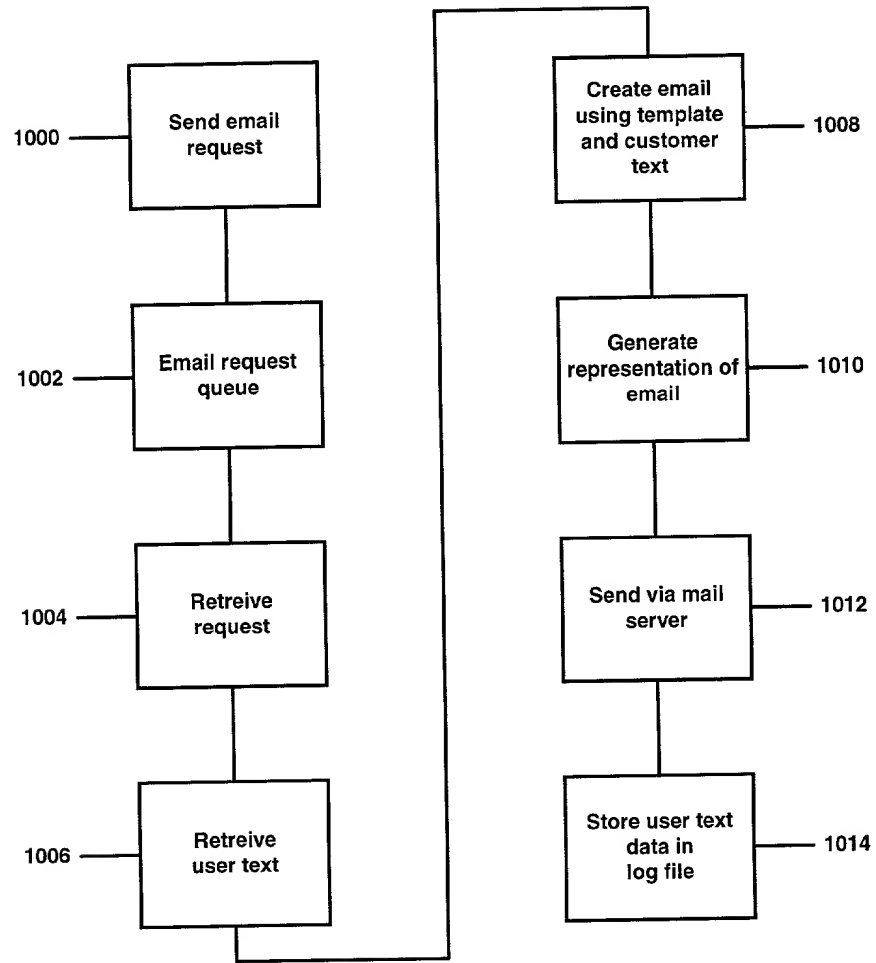 1000
Send email
request
1002
Email request
queue
1004
Retreive
request
1006
Retreive
user text
Create email
using template
and customer
text
1008
Generate
representation of
email
1010
Send via mail
server
1012
Store user text
data in
log file
1014